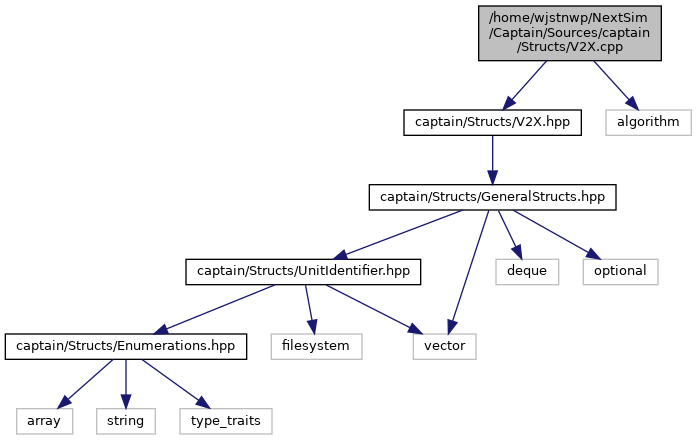 /home/wjstnwp/NextSim
/Captain/Sources/captain
/Structs/V2X.cpp
captain/Structs/V2X.hpp
algorithm
captain/Structs/GeneralStructs.hpp
captain/Structs/UnitIdentifier.hpp
deque
optional
captain/Structs/Enumerations.hpp
filesystem
vector
array
string
type_traits